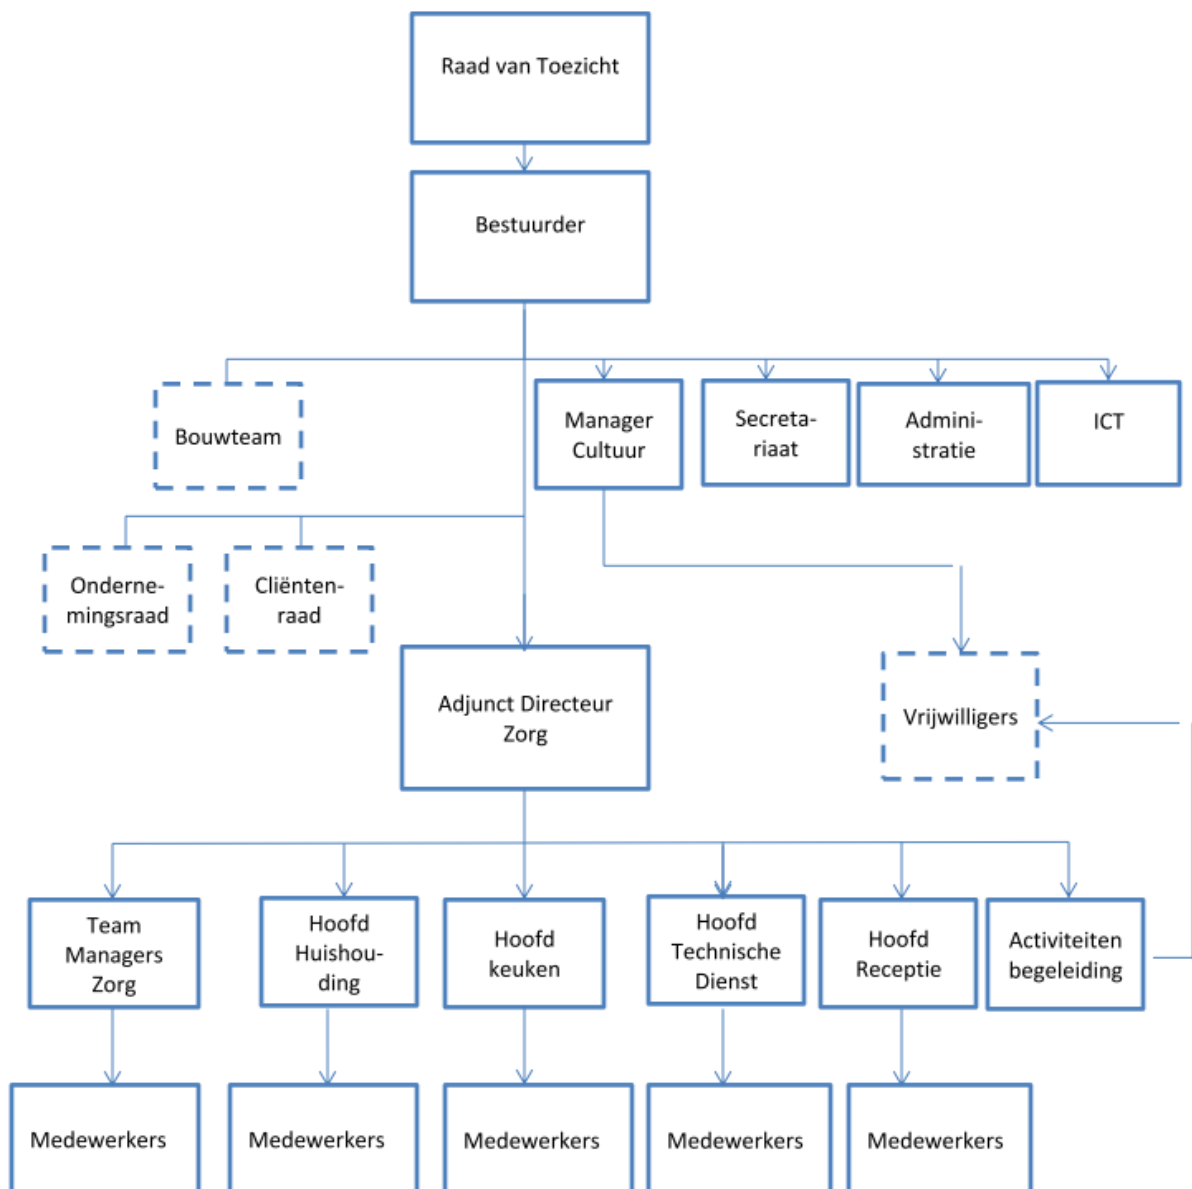 Raad van Toezicht
Bestuurder
Bouwteam
Manager
Cultuur
Secreta-
riaat
Admini-
stratie
ICT
Onderne-
mingsraad
Cliënten-
raad
Adjunct Directeur
Zorg
Vrijwilligers
Team
Managers
Zorg
Hoofd
Huishou-
ding
Hoofd
keuken
Hoofd
Technische
Dienst
Hoofd
Receptie
Activiteiten
begeleiding
Medewerkers
Medewerkers
Medewerkers
Medewerkers
Medewerkers